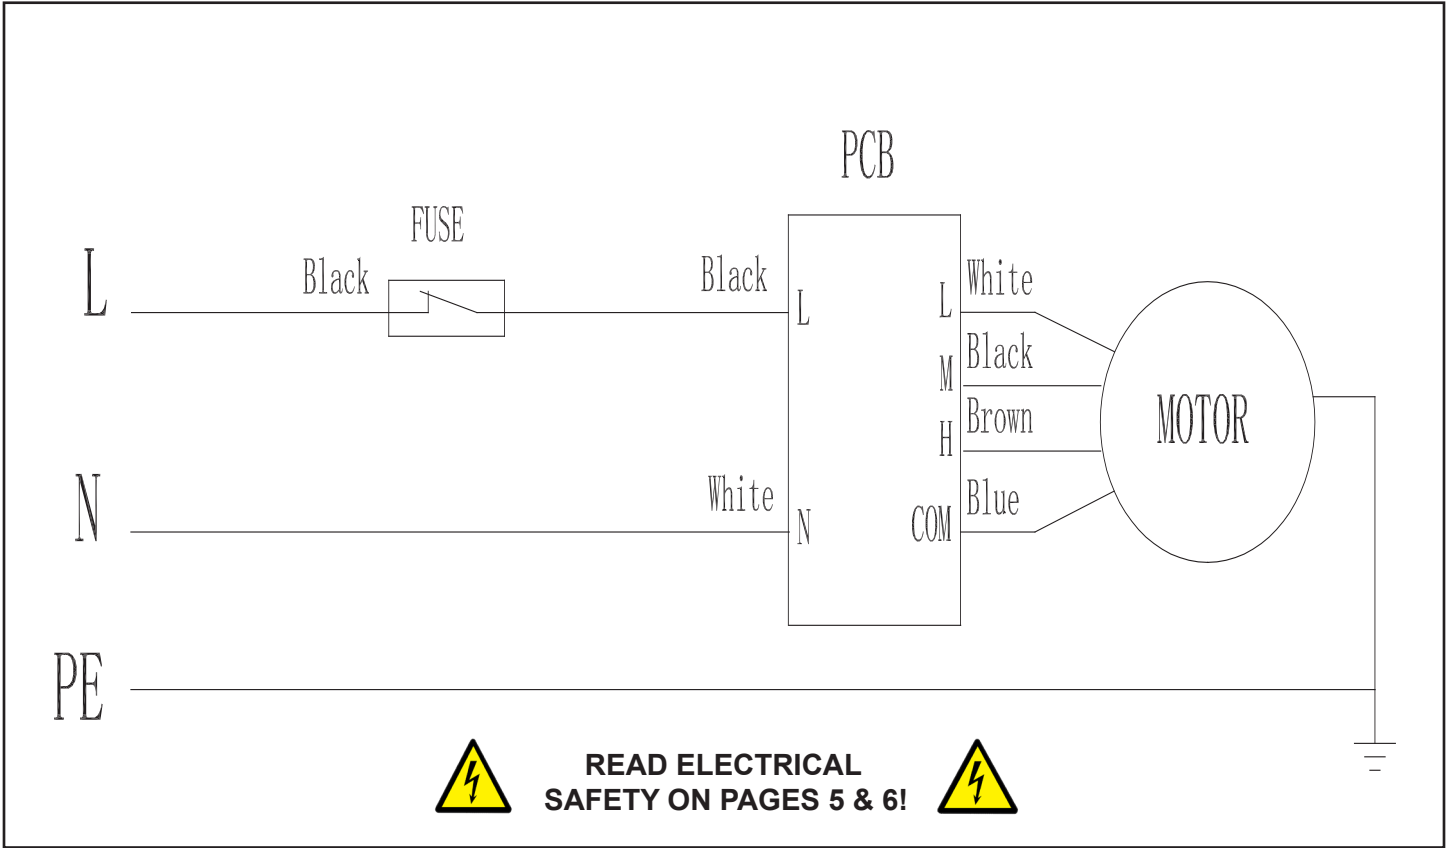 PCB
FUSE
L
Black
Black
L
L
White
M
Black
H
Brown
MOTOR
N
White
N
COM
Blue
PE
READ ELECTRICAL
SAFETY ON PAGES 5 & 6!